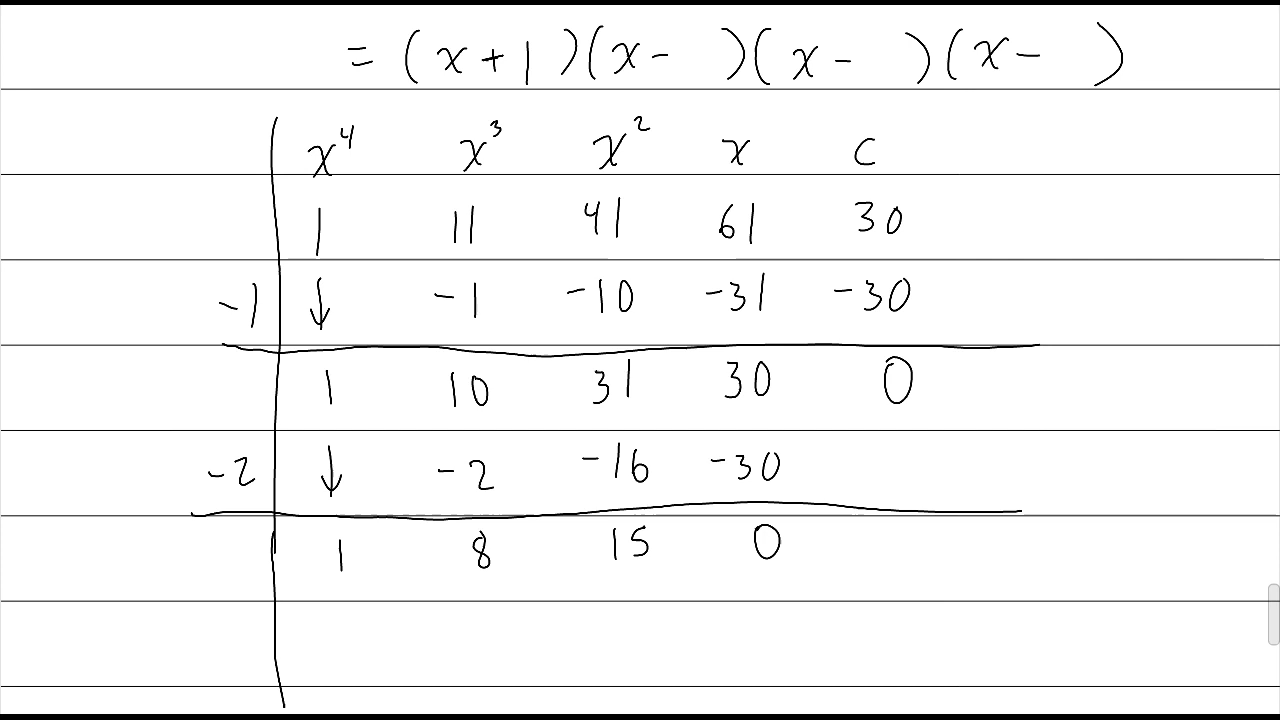 = (x+1)(x- )(x- )(x- )
x⁴ x³ x² x c
1 11 41 61 30
-1 ↓ -1 -10 -31 -30
1 10 31 30 0
-2 ↓ -2 -16 -30
1 8 15 0